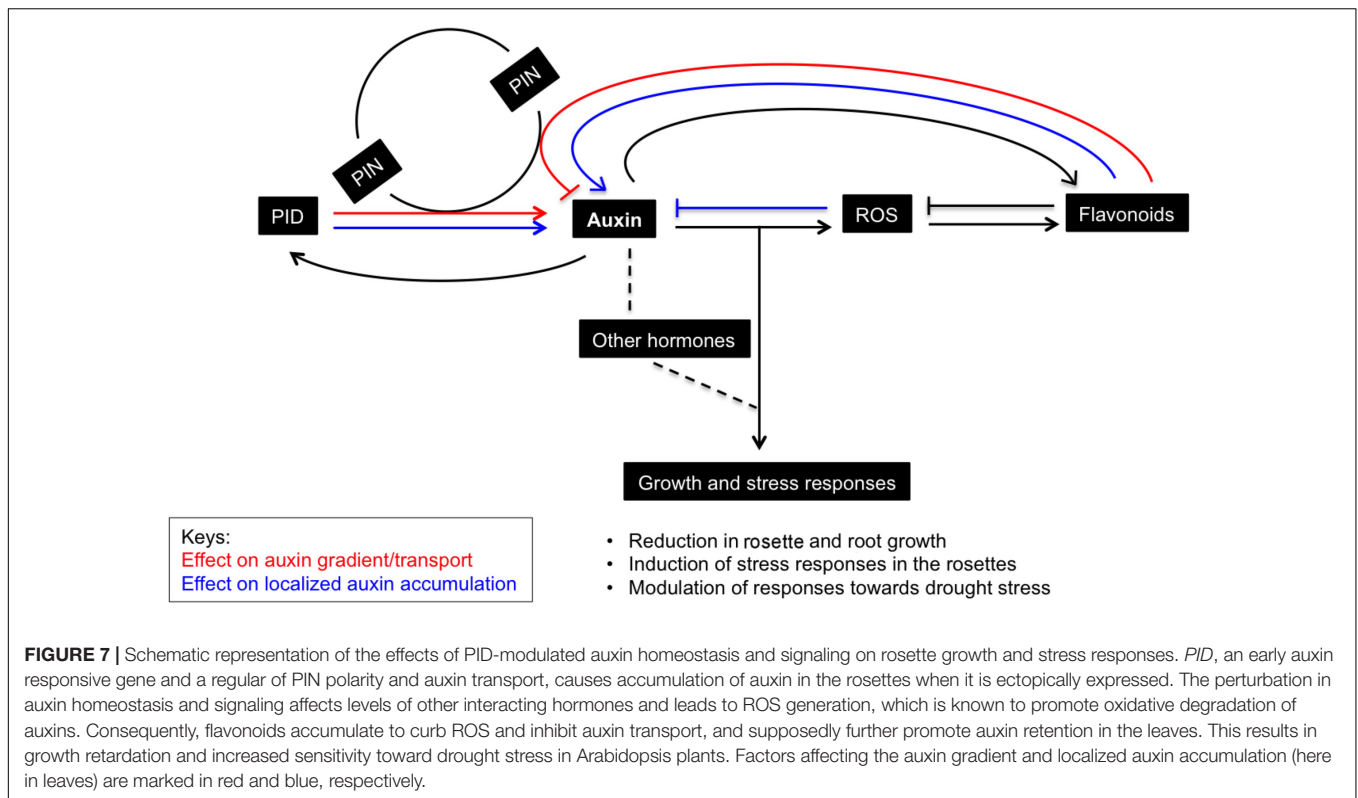 PIN
PIN
PID
Auxin
ROS
Flavonoids
Other hormones
Growth and stress responses
Keys:
Effect on auxin gradient/transport
Effect on localized auxin accumulation
• Reduction in rosette and root growth
• Induction of stress responses in the rosettes
• Modulation of responses towards drought stress
FIGURE 7 | Schematic representation of the effects of PID-modulated auxin homeostasis and signaling on rosette growth and stress responses. PID, an early auxin
responsive gene and a regular of PIN polarity and auxin transport, causes accumulation of auxin in the rosettes when it is ectopically expressed. The perturbation in
auxin homeostasis and signaling affects levels of other interacting hormones and leads to ROS generation, which is known to promote oxidative degradation of
auxins. Consequently, flavonoids accumulate to curb ROS and inhibit auxin transport, and supposedly further promote auxin retention in the leaves. This results in
growth retardation and increased sensitivity toward drought stress in Arabidopsis plants. Factors affecting the auxin gradient and localized auxin accumulation (here
in leaves) are marked in red and blue, respectively.